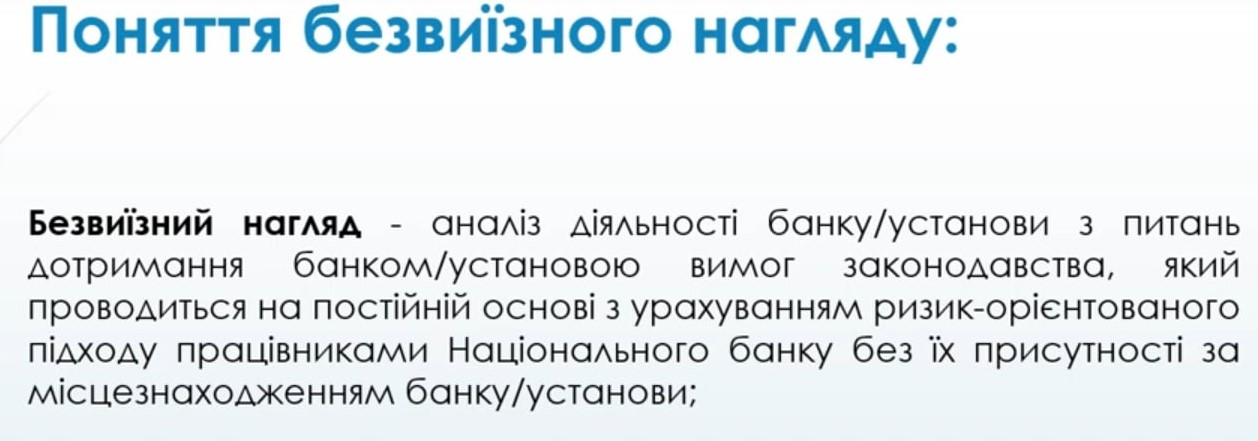 Поняття безвиїзного нагляду:
Безвиїзний нагляд - аналіз діяльності банку/установи з питань
дотримання банком/установою вимог законодавства, який
проводиться на постійній основі з урахуванням ризик-орієнтованого
підходу працівниками Національного банку без їх присутності за
місцезнаходженням банку/установи;